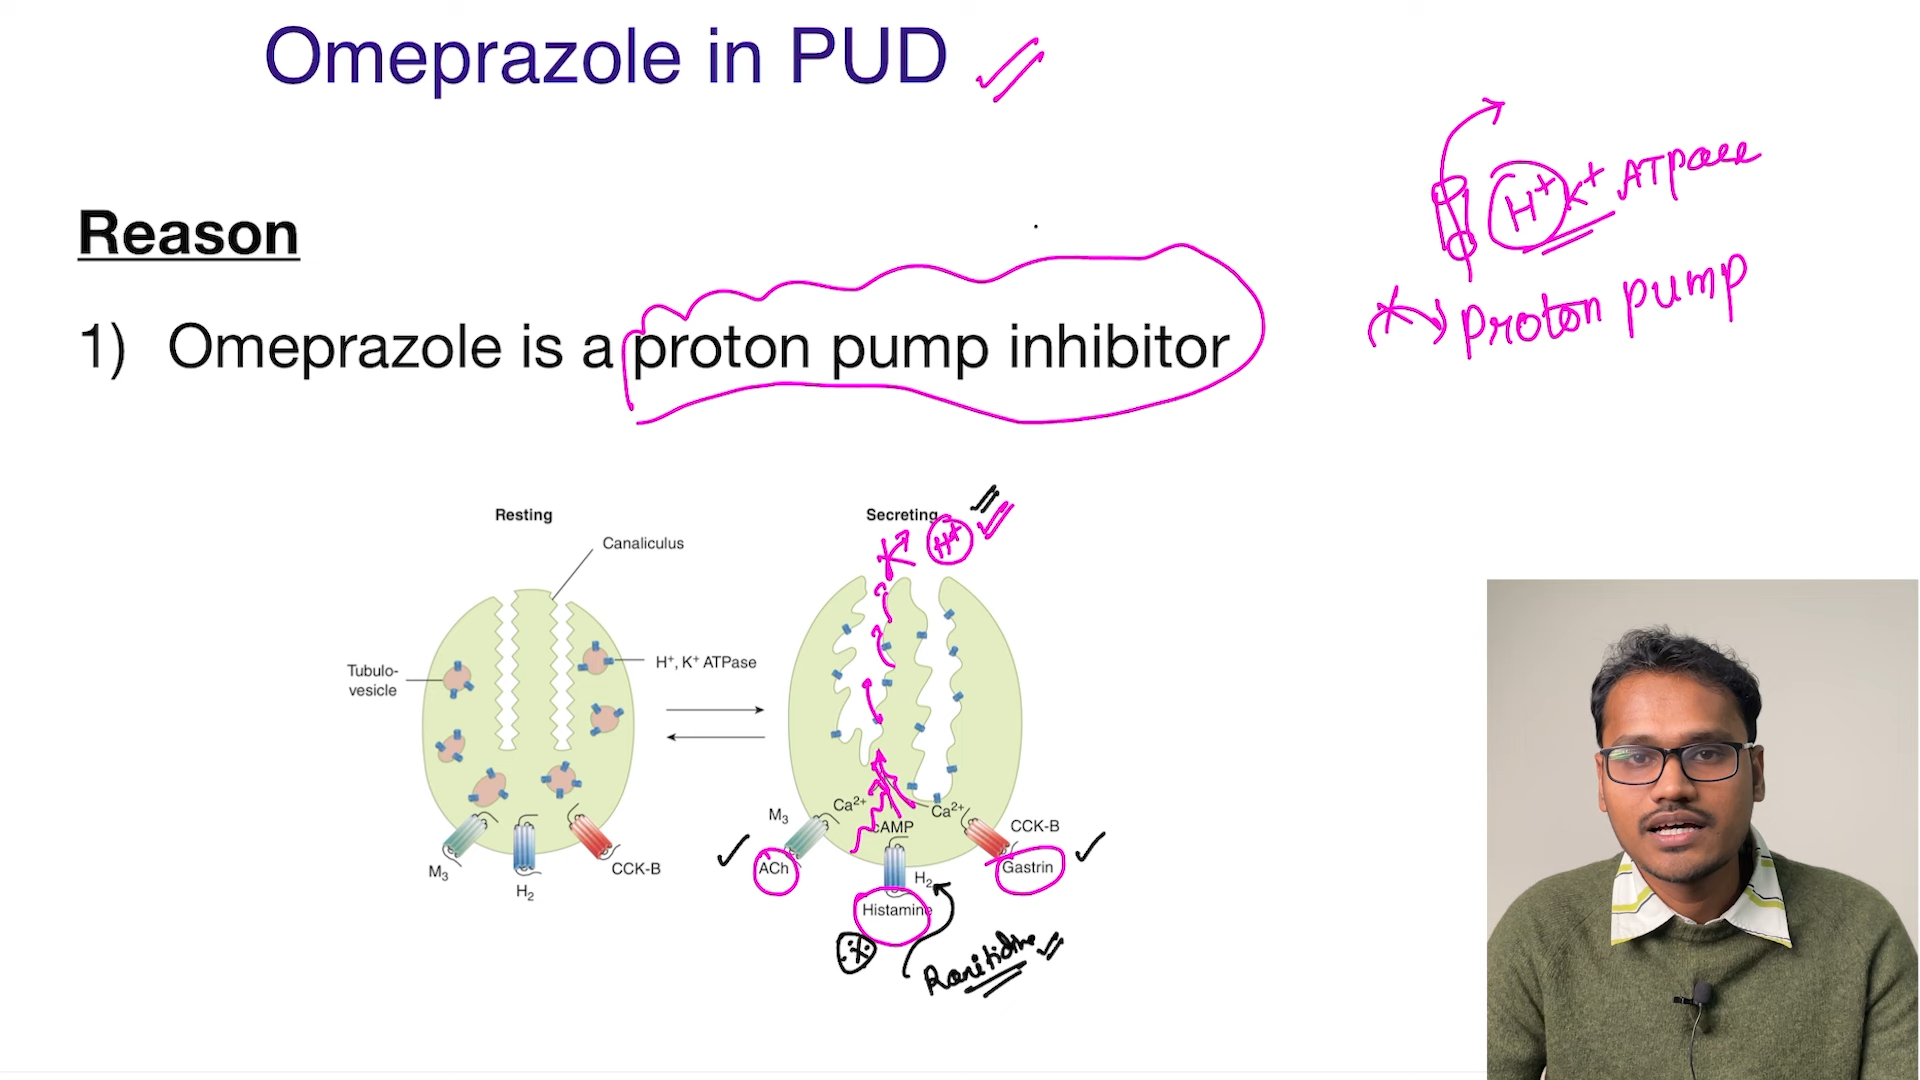 Omeprazole in PUD
H+ K+ ATPase
Proton pump
Reason
1) Omeprazole is a proton pump inhibitor
Resting
Secreting
H+
Canaliculus
Tubulo-
vesicle
H+, K+ ATPase
M3
H2
CCK-B
M3
Ca2+
cAMP
Ca2+
CCK-B
ACh
H2
Gastrin
Histamine
Ranitidine